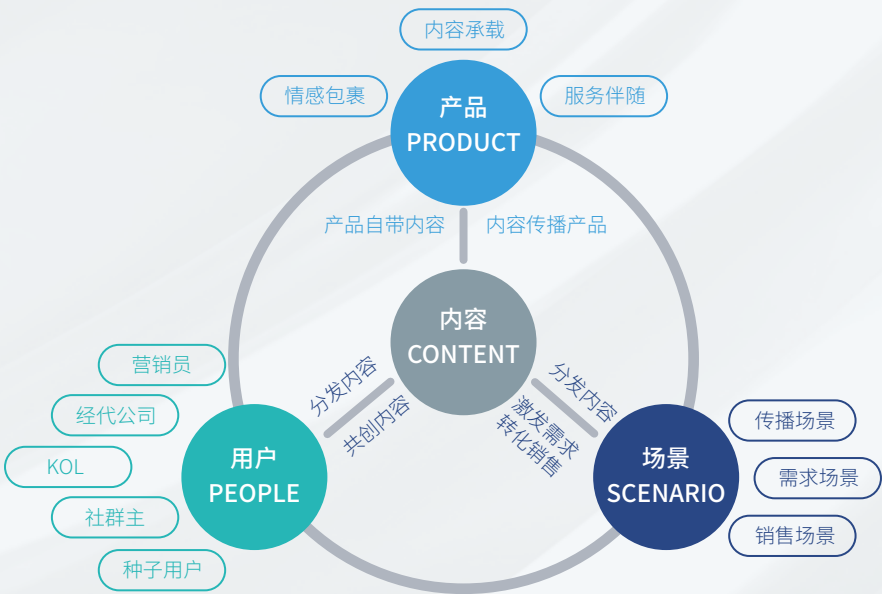 内容承载
情感包裹
服务伴随
产品
PRODUCT
产品自带内容
内容传播产品
内容
CONTENT
分发内容
共创内容
分发内容
激发需求
转化销售
营销员
经代公司
KOL
社群主
种子用户
用户
PEOPLE
场景
SCENARIO
传播场景
需求场景
销售场景